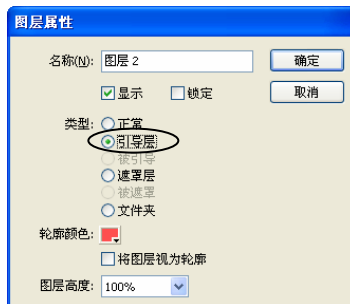 图层属性
名称(N): 图层 2 确定
显示 锁定 取消
类型: 正常
引导层
被引导
遮罩层
被遮罩
文件夹
轮廓颜色:
将图层视为轮廓
图层高度: 100%